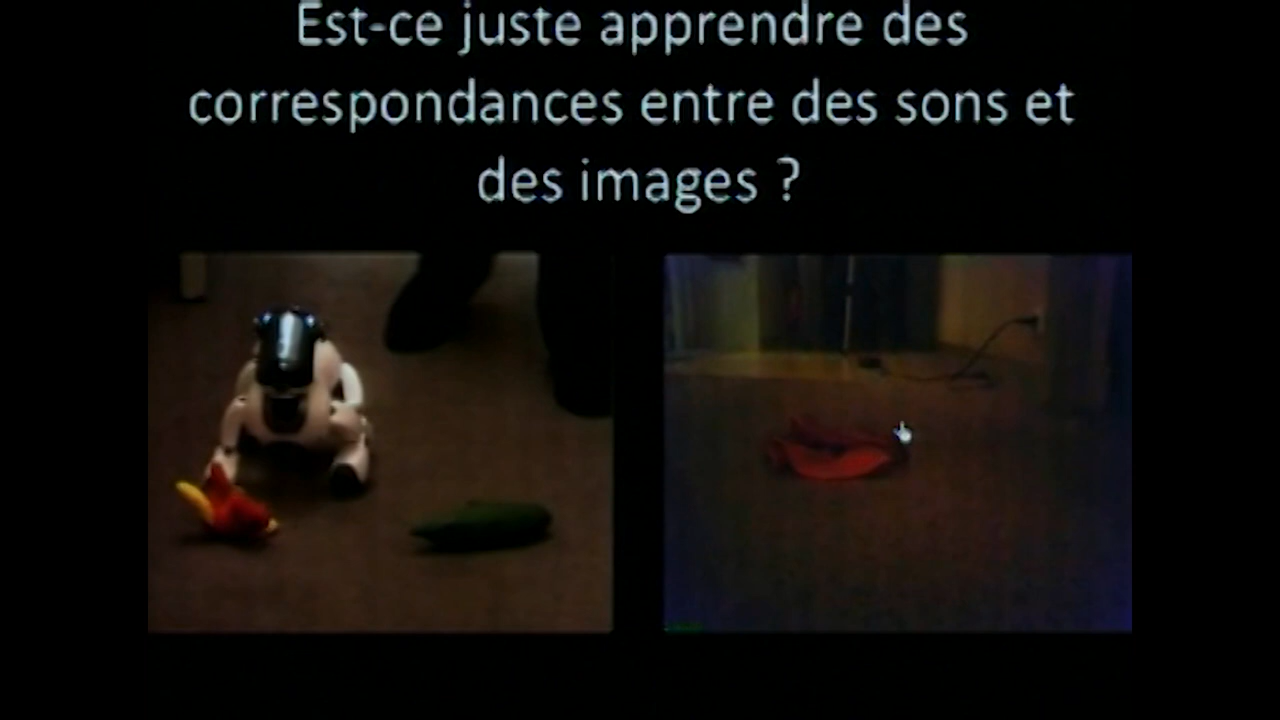 Est-ce juste apprendre des
correspondances entre des sons et
des images ?